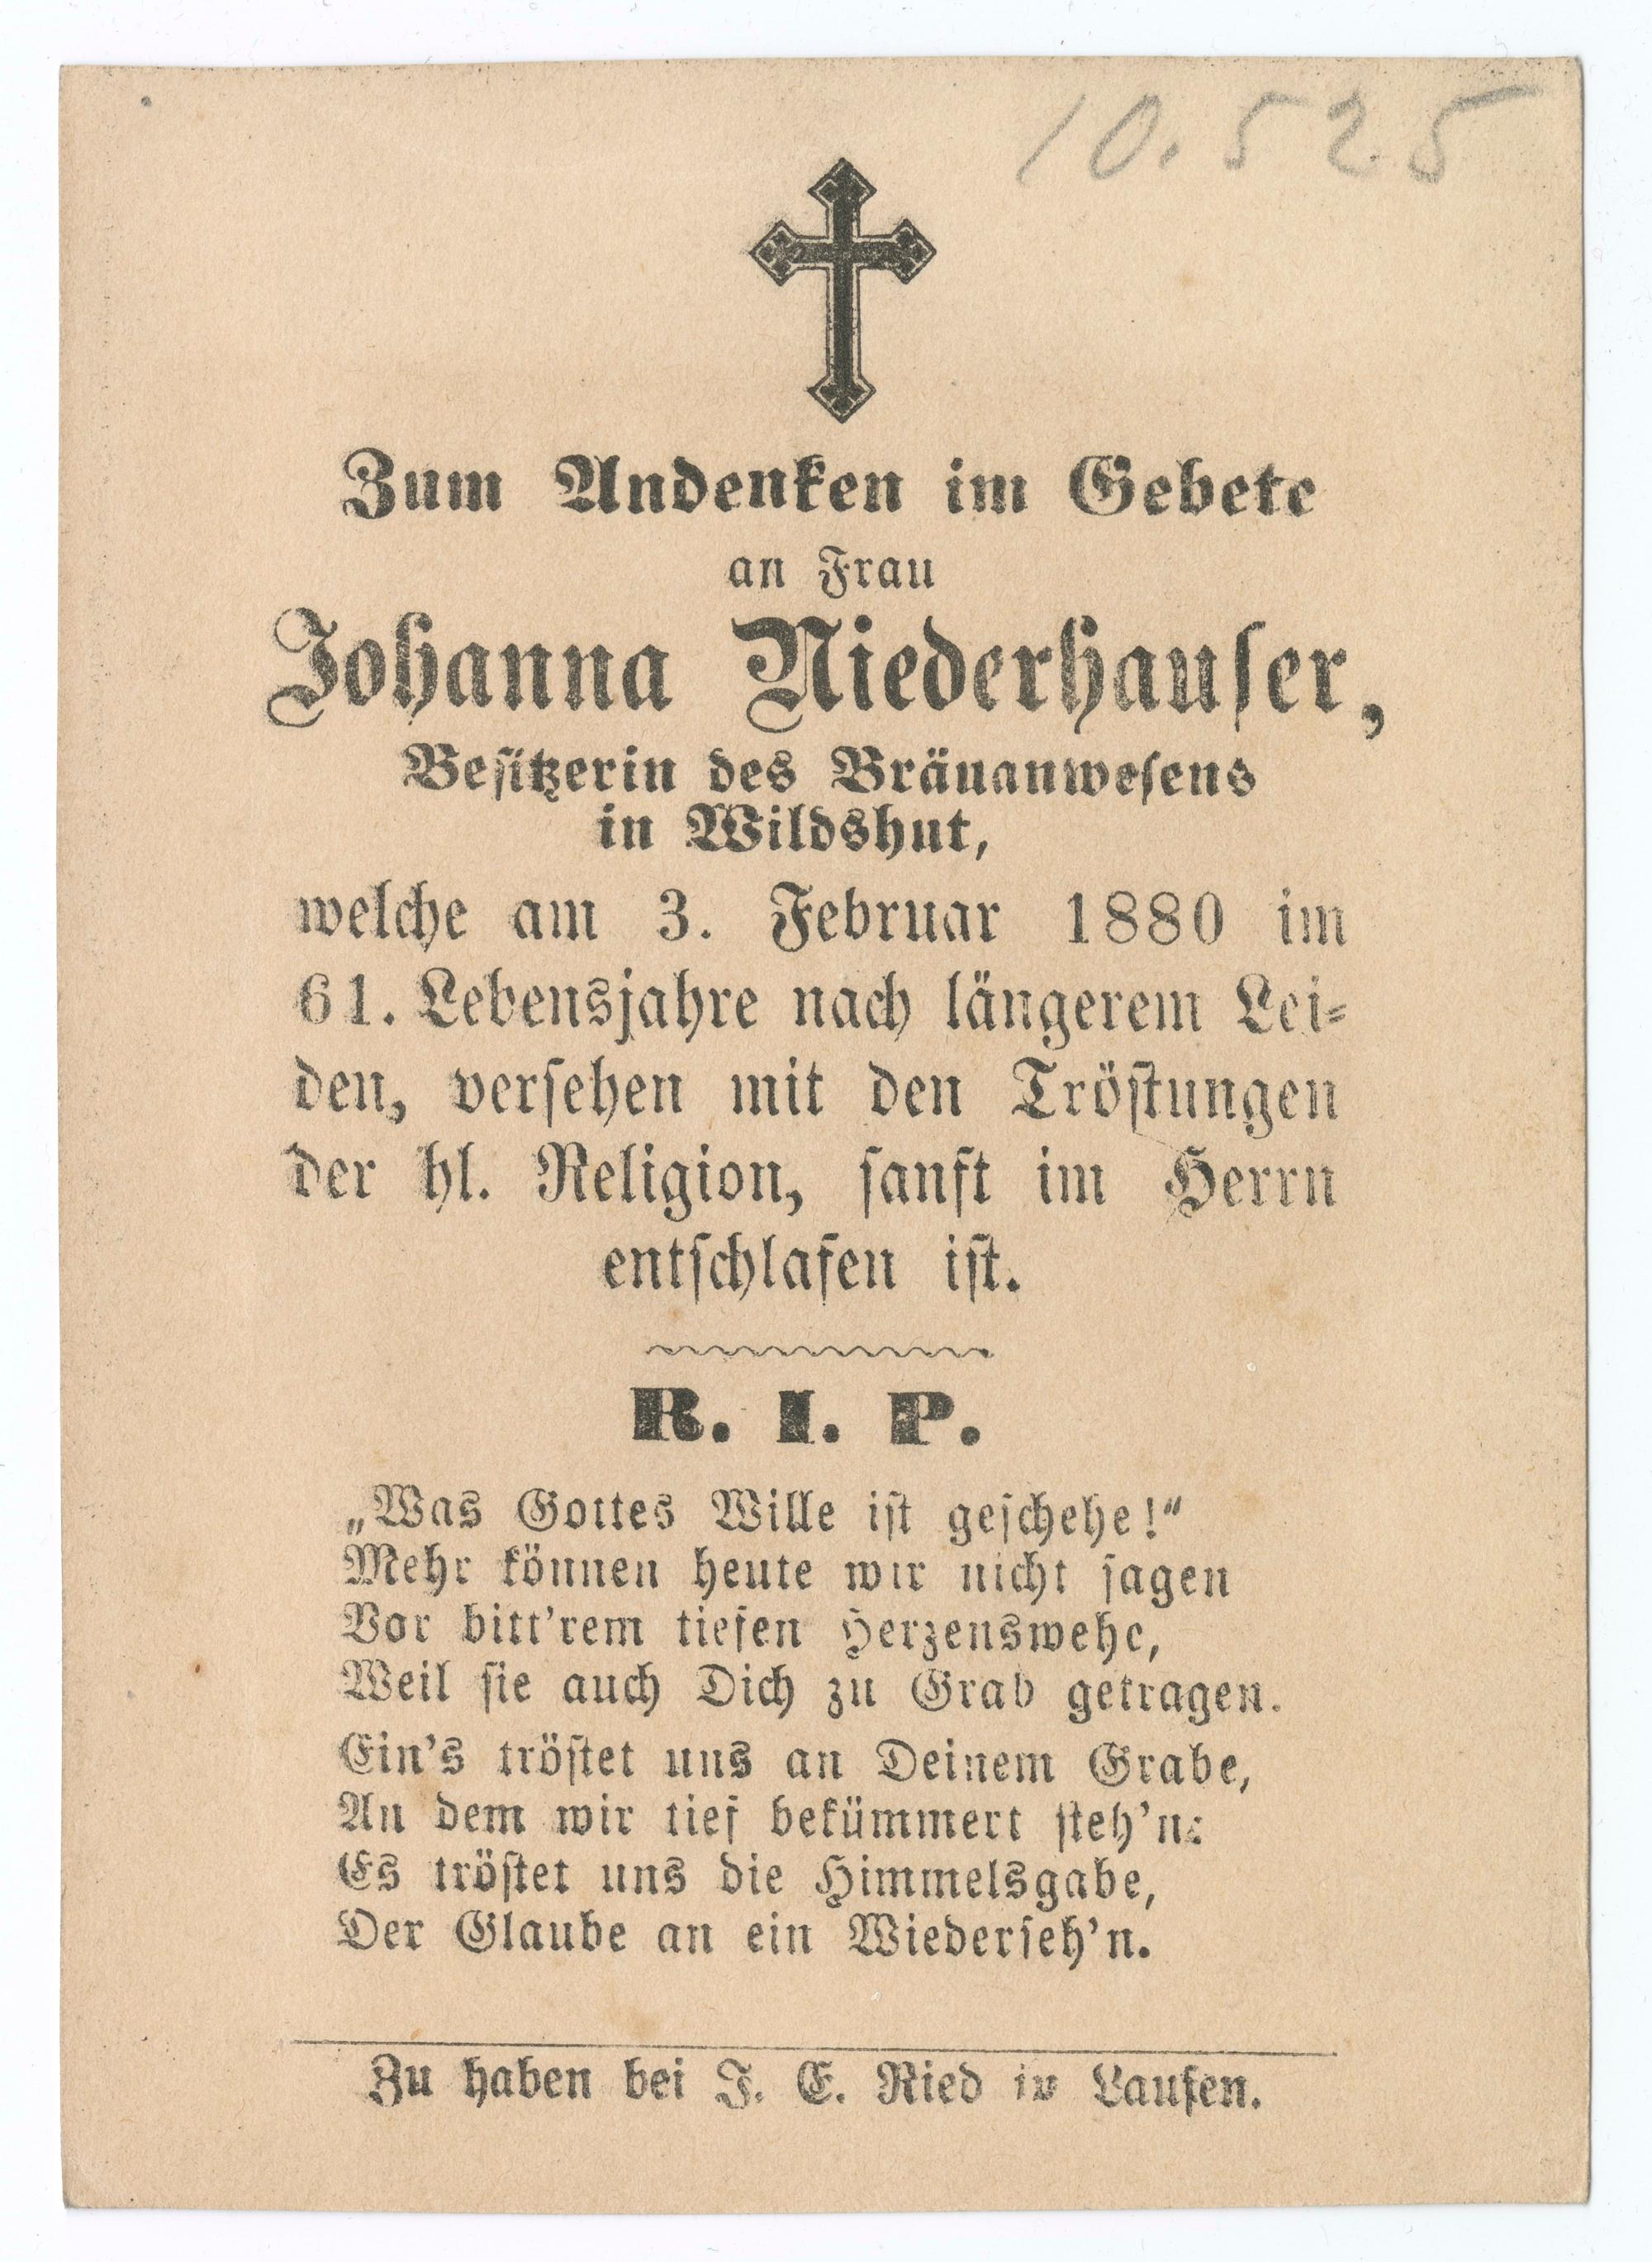 10.525
Zum Andenken im Gebete
an Frau
Johanna Niederhauser,
Besitzerin des Bräuanwesens
in Wildshut,
welche am 3. Februar 1880 im
61. Lebensjahre nach längerem Lei-
den, versehen mit den Tröstungen
der hl. Religion, sanft im Herrn
entschlafen ist.
R. I. P.
„Was Gottes Wille ist geschehe!“
Mehr können heute wir nicht sagen
Vor bitt'rem tiefen Herzenswehe,
Weil sie auch Dich zu Grab getragen.
Ein's tröstet uns an Deinem Grabe,
An dem wir tief bekümmert steh'n:
Es tröstet uns die Himmelsgabe,
Der Glaube an ein Wiederseh'n.
Zu haben bei J. E. Ried in Laufen.